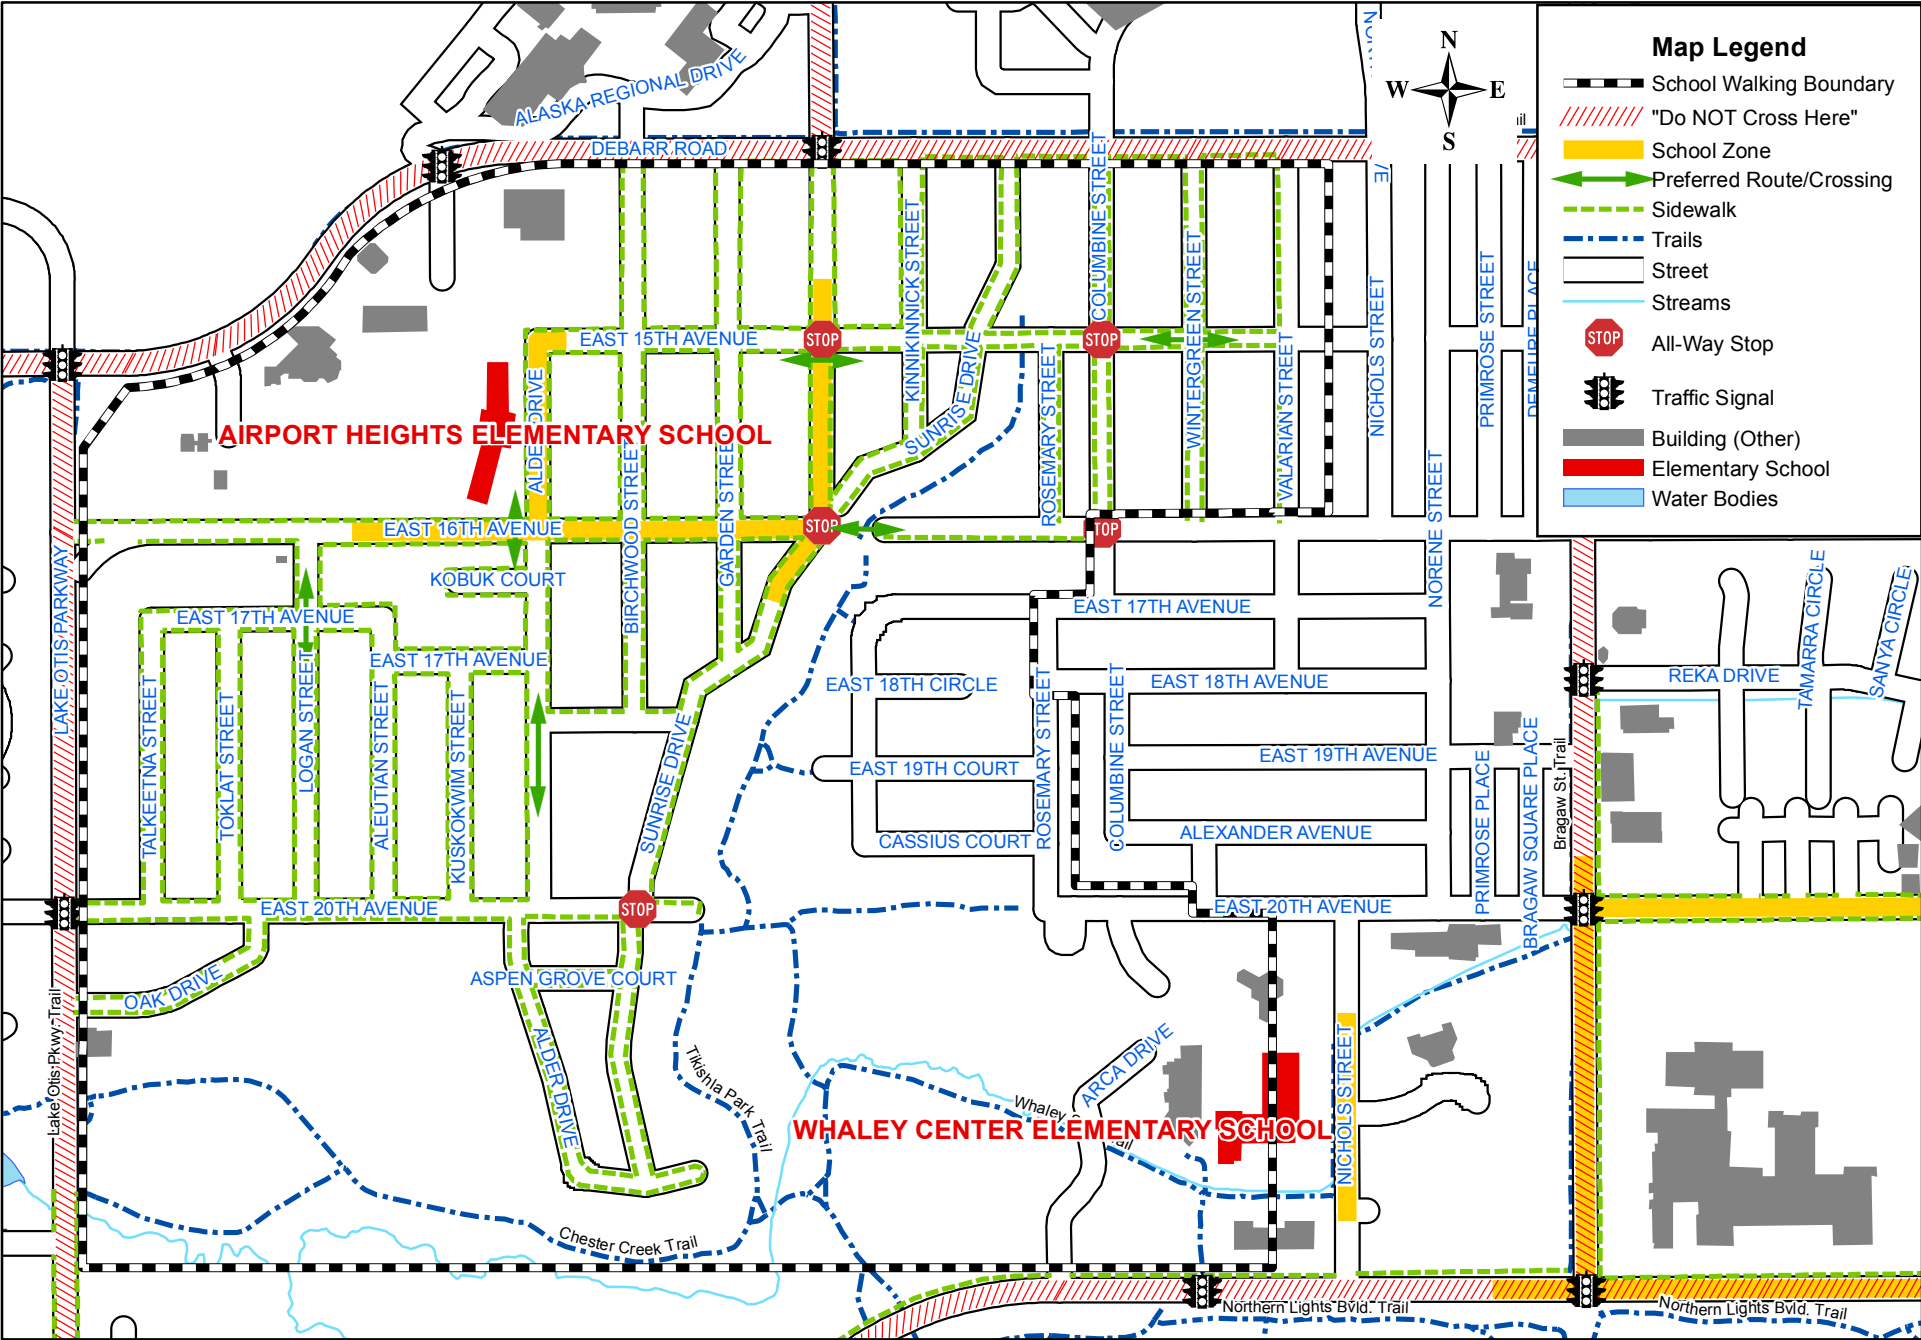 Map Legend
School Walking Boundary
"Do NOT Cross Here"
School Zone
Preferred Route/Crossing
Sidewalk
Trails
Street
Streams
STOP
All-Way Stop
Traffic Signal
Building (Other)
Elementary School
Water Bodies
N
W
E
S
ALASKA REGIONAL DRIVE
DEBARR ROAD
COLUMBINE STREET
KINNIKINNICK STREET
WINTERGREEN STREET
NICHOLS STREET
PRIMROSE STREET
EAST 15TH AVENUE
STOP
STOP
SUNRISE DRIVE
ROSEMARY STREET
VALARIAN STREET
ALDER DRIVE
AIRPORT HEIGHTS ELEMENTARY SCHOOL
BIRCHWOOD STREET
GARDEN STREET
NORENE STREET
EAST 16TH AVENUE
STOP
TOP
LAKE OTIS PARKWAY
KOBUK COURT
EAST 17TH AVENUE
EAST 17TH AVENUE
EAST 17TH AVENUE
TAMARRA CIRCLE
SANYA CIRCLE
REKA DRIVE
EAST 18TH CIRCLE
EAST 18TH AVENUE
TALKEETNA STREET
TOKLAT STREET
LOGAN STREET
ALEUTIAN STREET
KUSKOKWIM STREET
SUNRISE DRIVE
EAST 19TH COURT
EAST 19TH AVENUE
ROSEMARY STREET
COLUMBINE STREET
CASSIUS COURT
ALEXANDER AVENUE
PRIMROSE PLACE
BRAGAW SQUARE PLACE
Bragaw St. Trail
EAST 20TH AVENUE
STOP
EAST 20TH AVENUE
OAK DRIVE
ASPEN GROVE COURT
ALDER DRIVE
Lake Otis Pkwy. Trail
Tikishla Park Trail
ARCA DRIVE
NICHOLS STREET
Whaley
WHALEY CENTER ELEMENTARY SCHOOL
Chester Creek Trail
Northern Lights Bvld. Trail
Northern Lights Bvld. Trail